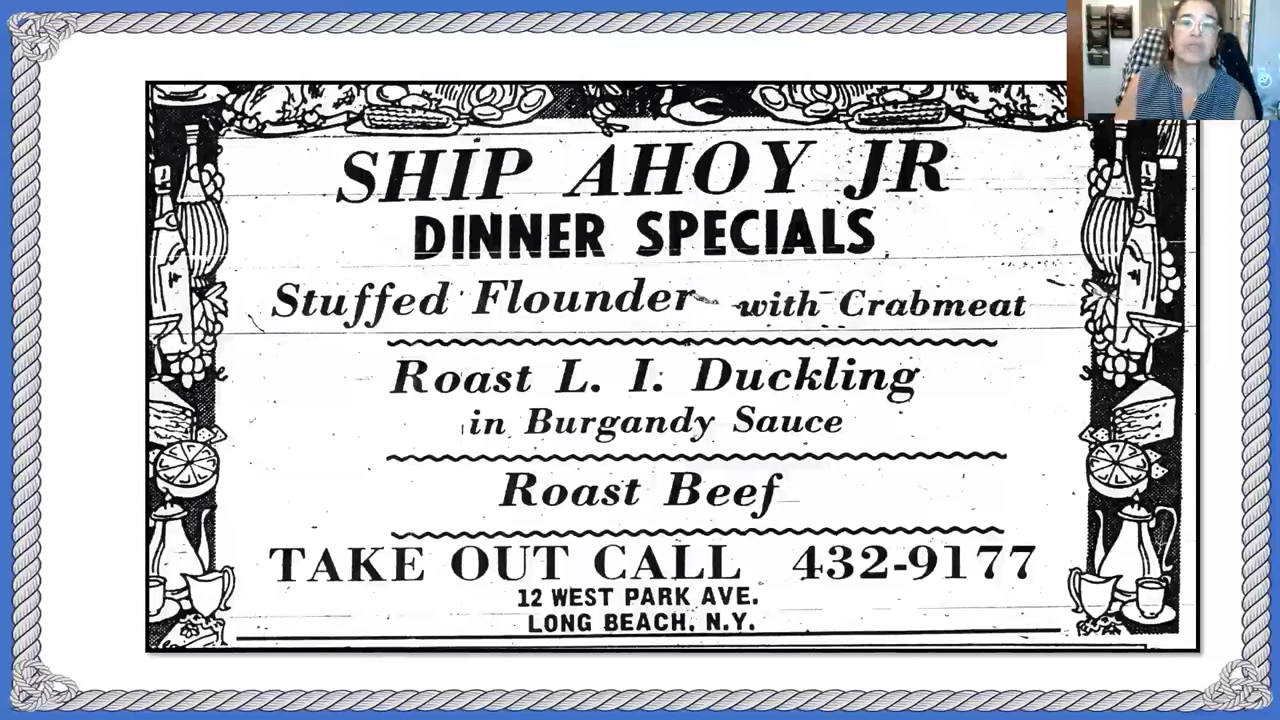 SHIP AHOY JR
DINNER SPECIALS
Stuffed Flounder with Crabmeat
Roast L. I. Duckling
in Burgandy Sauce
Roast Beef
TAKE OUT CALL 432-9177
12 WEST PARK AVE.
LONG BEACH, N.Y.